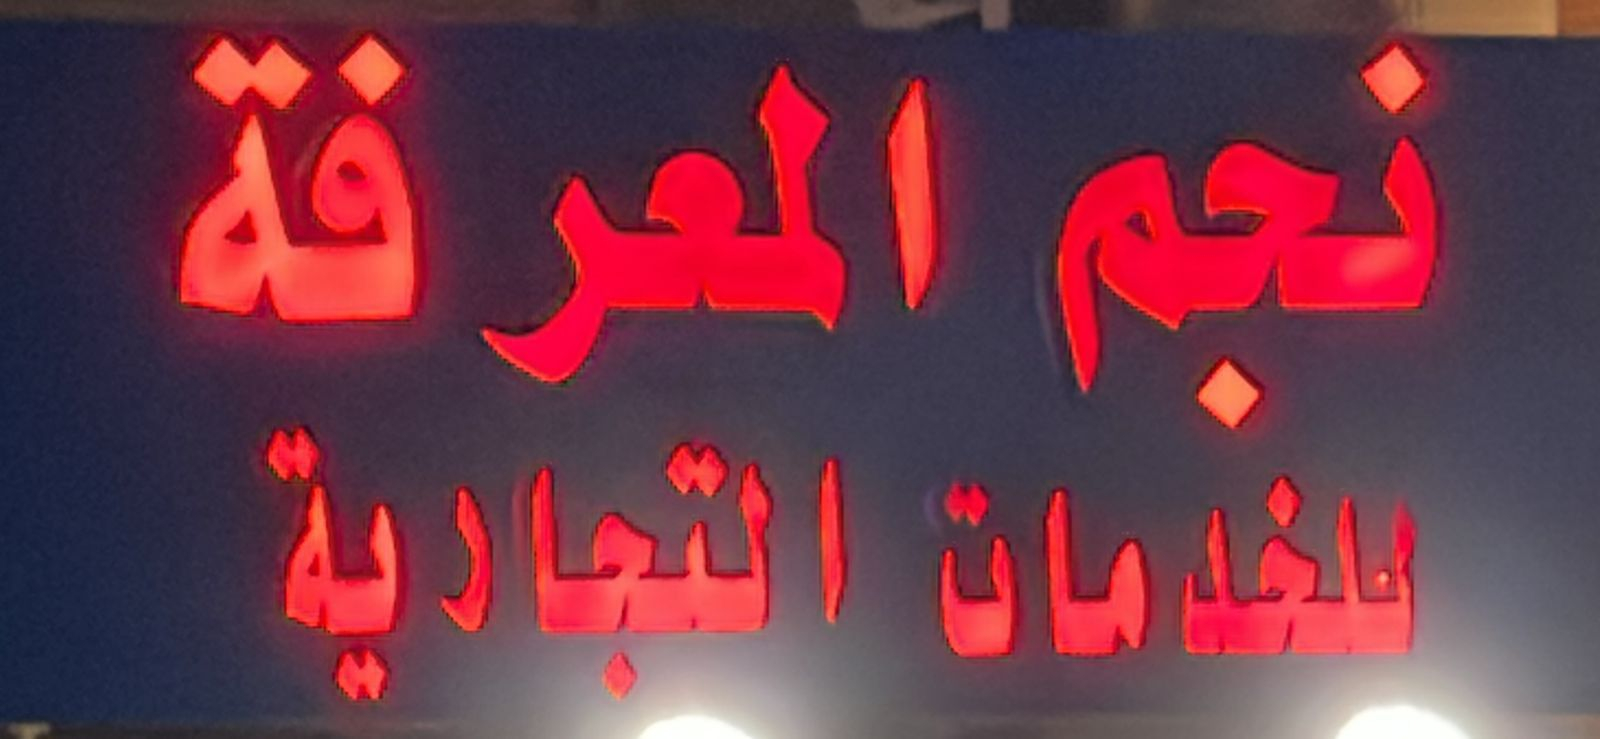 نجم المعرفة
للخدمات التجارية